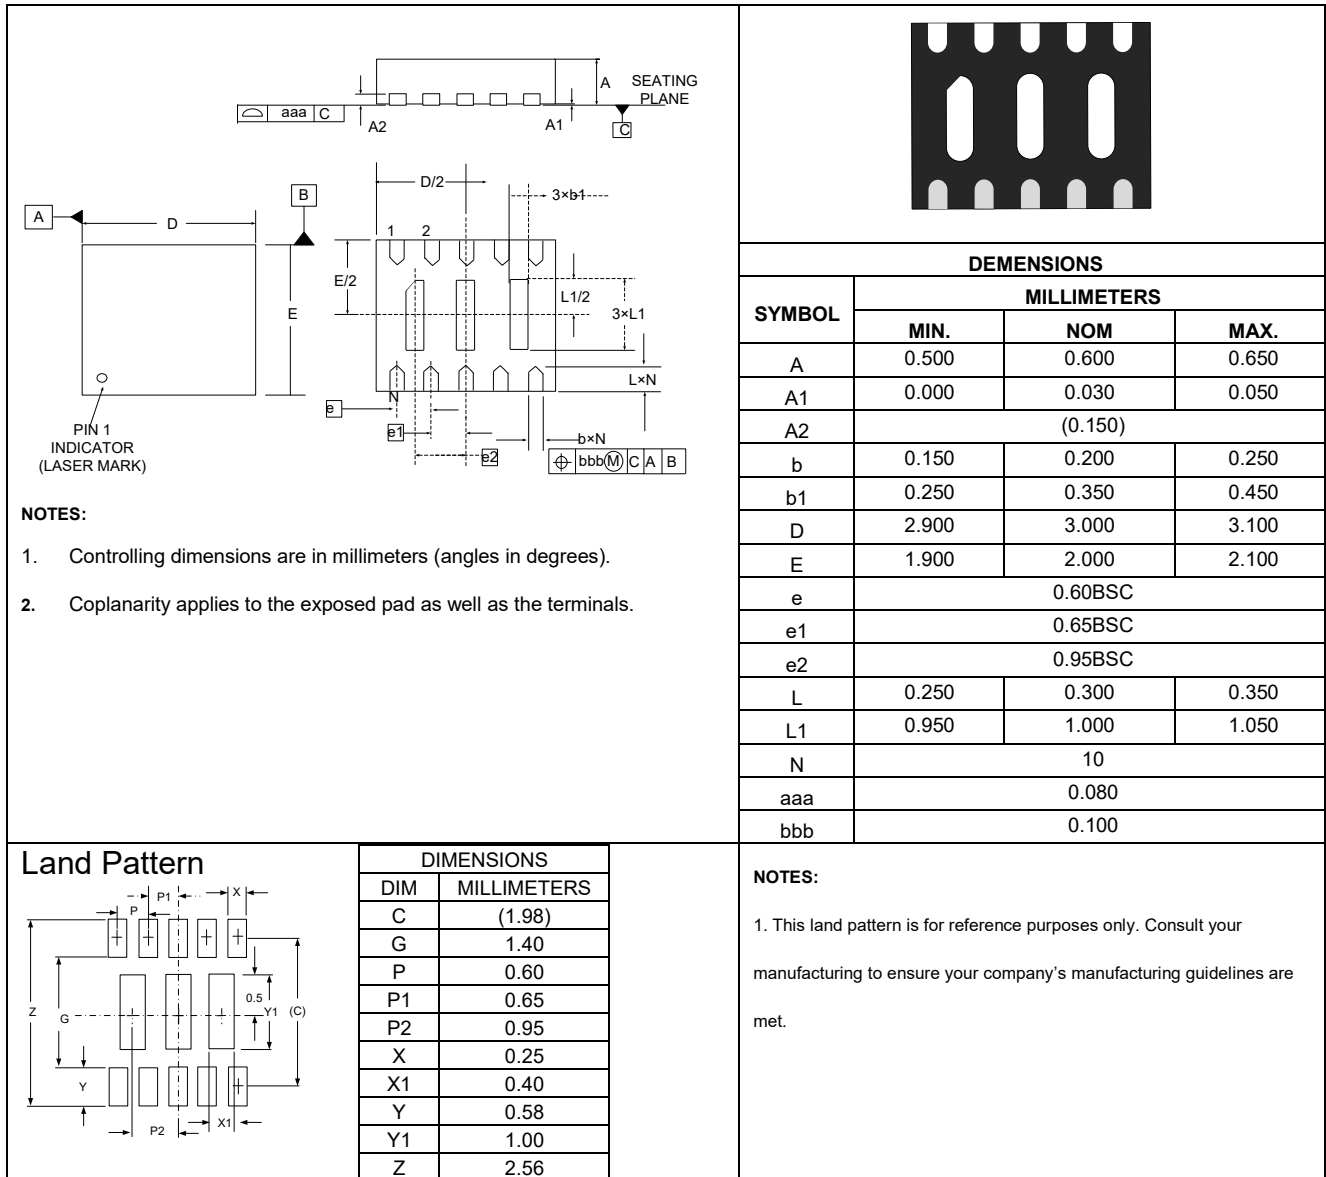 A
SEATING
PLANE
aaa C
A2
A1
C
D/2
3×b1
B
A
D
1 2
E/2
L1/2
E
3×L1
L×N
N
e
PIN 1
INDICATOR
(LASER MARK)
e1
b×N
e2
bbb M C A B
NOTES:
1. Controlling dimensions are in millimeters (angles in degrees).
2. Coplanarity applies to the exposed pad as well as the terminals.
DEMENSIONS
SYMBOL MILLIMETERS
MIN. NOM MAX.
A 0.500 0.600 0.650
A1 0.000 0.030 0.050
A2 (0.150)
b 0.150 0.200 0.250
b1 0.250 0.350 0.450
D 2.900 3.000 3.100
E 1.900 2.000 2.100
e 0.60BSC
e1 0.65BSC
e2 0.95BSC
L 0.250 0.300 0.350
L1 0.950 1.000 1.050
N 10
aaa 0.080
bbb 0.100
Land Pattern
P1
X
P
0.5
Z
G
Y1
(C)
Y
P2
X1
DIMENSIONS
DIM MILLIMETERS
C (1.98)
G 1.40
P 0.60
P1 0.65
P2 0.95
X 0.25
X1 0.40
Y 0.58
Y1 1.00
Z 2.56
NOTES:
1. This land pattern is for reference purposes only. Consult your
manufacturing to ensure your company's manufacturing guidelines are
met.